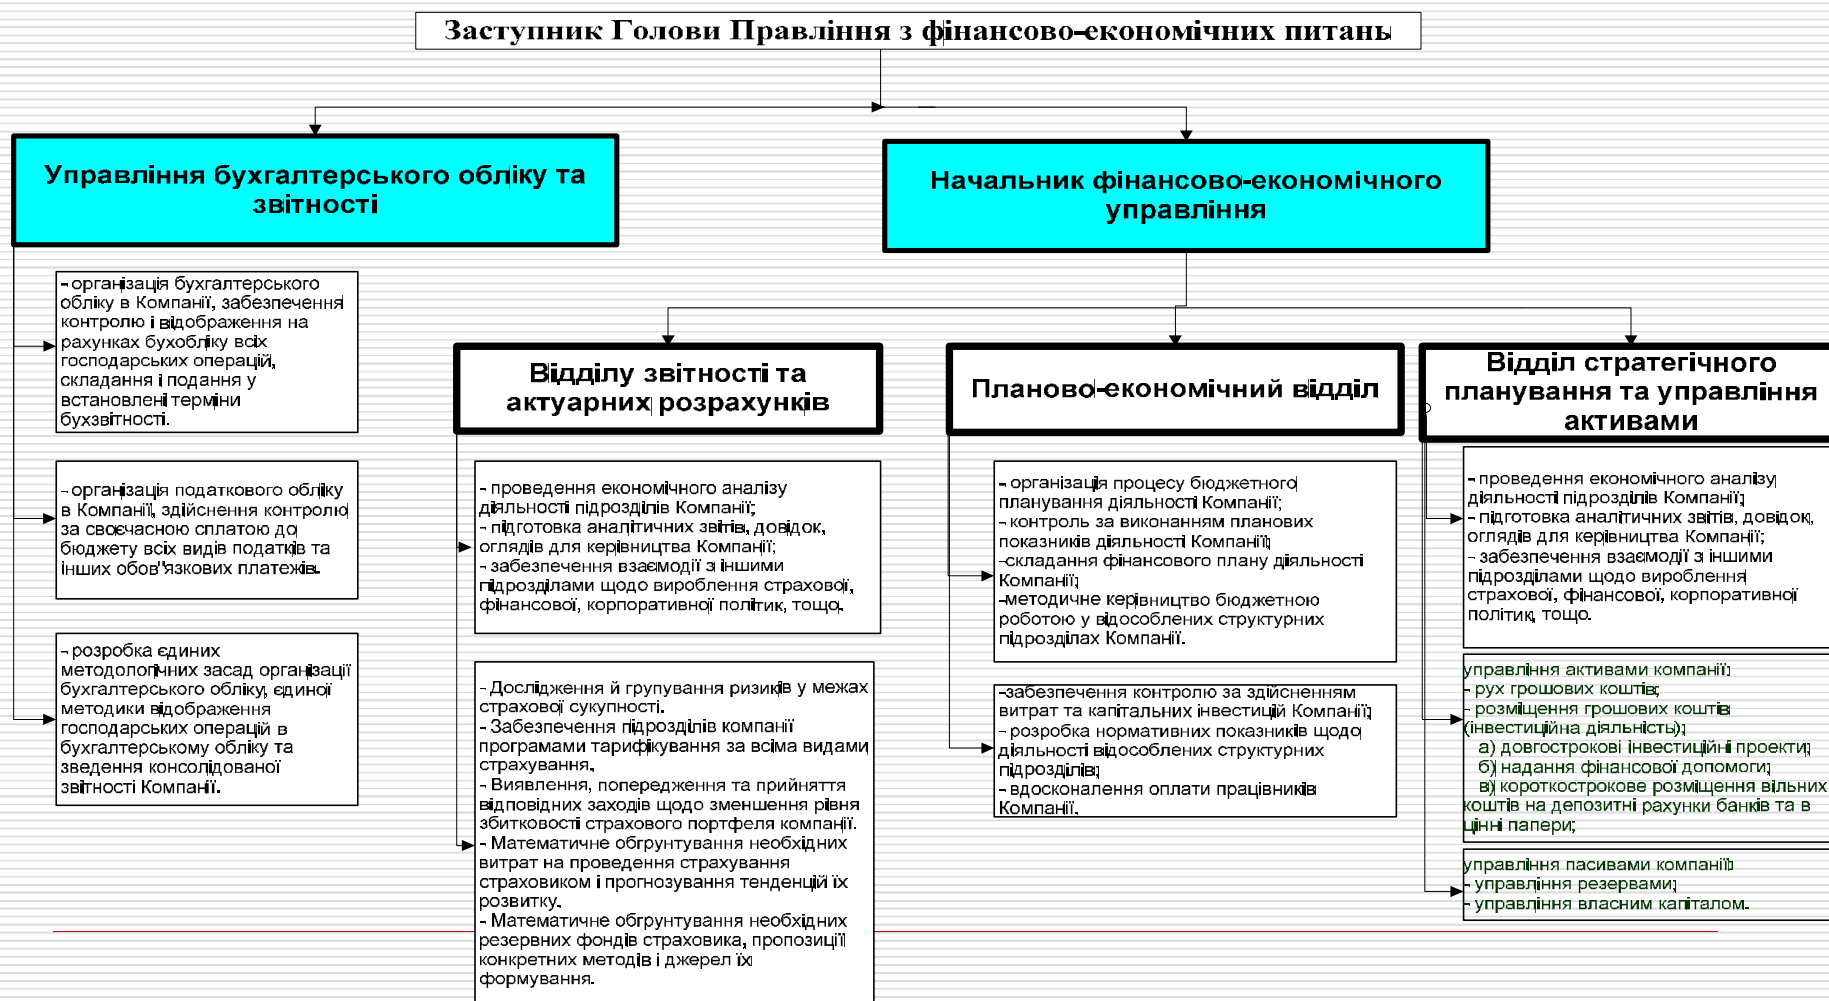 Заступник Голови Правління з фінансово-економічних питань
Управління бухгалтерського обліку та
звітності
Начальник фінансово-економічного
управління
- організація бухгалтерського
обліку в Компанії, забезпечення
контролю і відображення на
рахунках бухобліку всіх
господарських операцій,
складання і подання у
встановлені терміни
бухзвітності.
- організація податкового обліку
в Компанії, здійснення контролю
за своєчасною сплатою до
бюджету всіх видів податків та
інших обов"язкових платежів.
- розробка єдиних
методологічних засад організації
бухгалтерського обліку, єдиної
методики відображення
господарських операцій в
бухгалтерському обліку та
зведення консолідованої
звітності Компанії.
Відділу звітності та
актуарних розрахунків
- проведення економічного аналізу
діяльності підрозділів Компанії;
- підготовка аналітичних звітів, довідок,
оглядів для керівництва Компанії;
- забезпечення взаємодії з іншими
підрозділами щодо вироблення страхової,
фінансової, корпоративної політик, тощо.
- Дослідження й групування ризиків у межах
страхової сукупності.
- Забезпечення підрозділів компанії
програмами тарифікування за всіма видами
страхування.
- Виявлення, попередження та прийняття
відповідних заходів щодо зменшення рівня
збитковості страхового портфеля компанії.
- Математичне обгрунтування необхідних
витрат на проведення страхування
страховиком і прогнозування тенденцій їх
розвитку.
- Математичне обгрунтування необхідних
резервних фондів страховика, пропозиції
конкретних методів і джерел їх
формування.
Планово-економічний відділ
- організація процесу бюджетного
планування діяльності Компанії;
- контроль за виконанням планових
показників діяльності Компанії;
-складання фінансового плану діяльності
Компанії;
-методичне керівництво бюджетною
роботою у відособлених структурних
підрозділах Компанії.
-забезпечення контролю за здійсненням
витрат та капітальних інвестицій Компанії;
- розробка нормативних показників щодо
діяльності відособлених структурних
підрозділів;
- вдосконалення оплати працівників
Компанії.
Відділ стратегічного
планування та управління
активами
- проведення економічного аналізу
діяльності підрозділів Компанії;
- підготовка аналітичних звітів, довідок,
оглядів для керівництва Компанії;
- забезпечення взаємодії з іншими
підрозділами щодо вироблення
страхової, фінансової, корпоративної
політик, тощо.
управління активами компанії:
- рух грошових коштів;
- розміщення грошових коштів
(інвестиційна діяльність);
а) довгострокові інвестиційні проекти;
б) надання фінансової допомоги;
в) короткострокове розміщення вільних
коштів на депозитні рахунки банків та в
цінні папери;
управління пасивами компанії:
- управління резервами;
- управління власним капіталом.